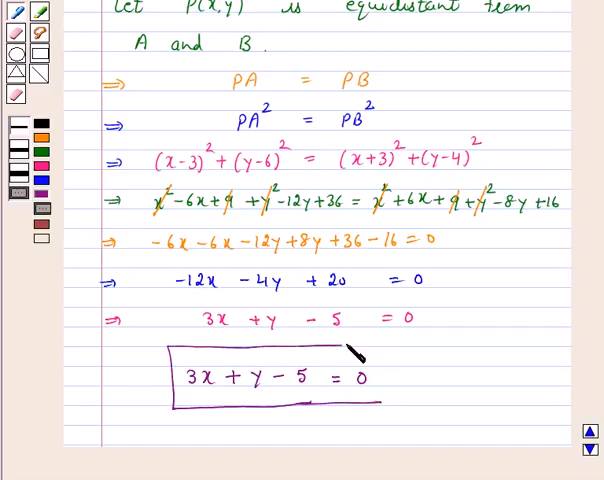 Let P(x,y) is equidistant from
A and B.
⇒ PA = PB
⇒ PA² = PB²
⇒ (x-3)² + (y-6)² = (x+3)² + (y-4)²
⇒ x² - 6x + 9 + y² - 12y + 36 = x² + 6x + 9 + y² - 8y + 16
⇒ -6x - 6x - 12y + 8y + 36 - 16 = 0
⇒ -12x - 4y + 20 = 0
⇒ 3x + y - 5 = 0
3x + y - 5 = 0